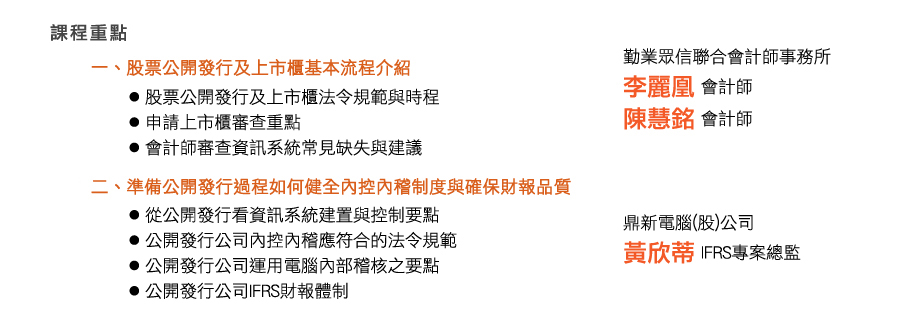 課程重點
一、股票公開發行及上市櫃基本流程介紹
● 股票公開發行及上市櫃法令規範與時程
● 申請上市櫃審查重點
● 會計師審查資訊系統常見缺失與建議
勤業眾信聯合會計師事務所
李麗凰 會計師
陳慧銘 會計師
二、準備公開發行過程如何健全內控內稽制度與確保財報品質
● 從公開發行看資訊系統建置與控制要點
● 公開發行公司內控內稽應符合的法令規範
● 公開發行公司運用電腦內部稽核之要點
● 公開發行公司IFRS財報體制
鼎新電腦(股)公司
黃欣蒂 IFRS專案總監